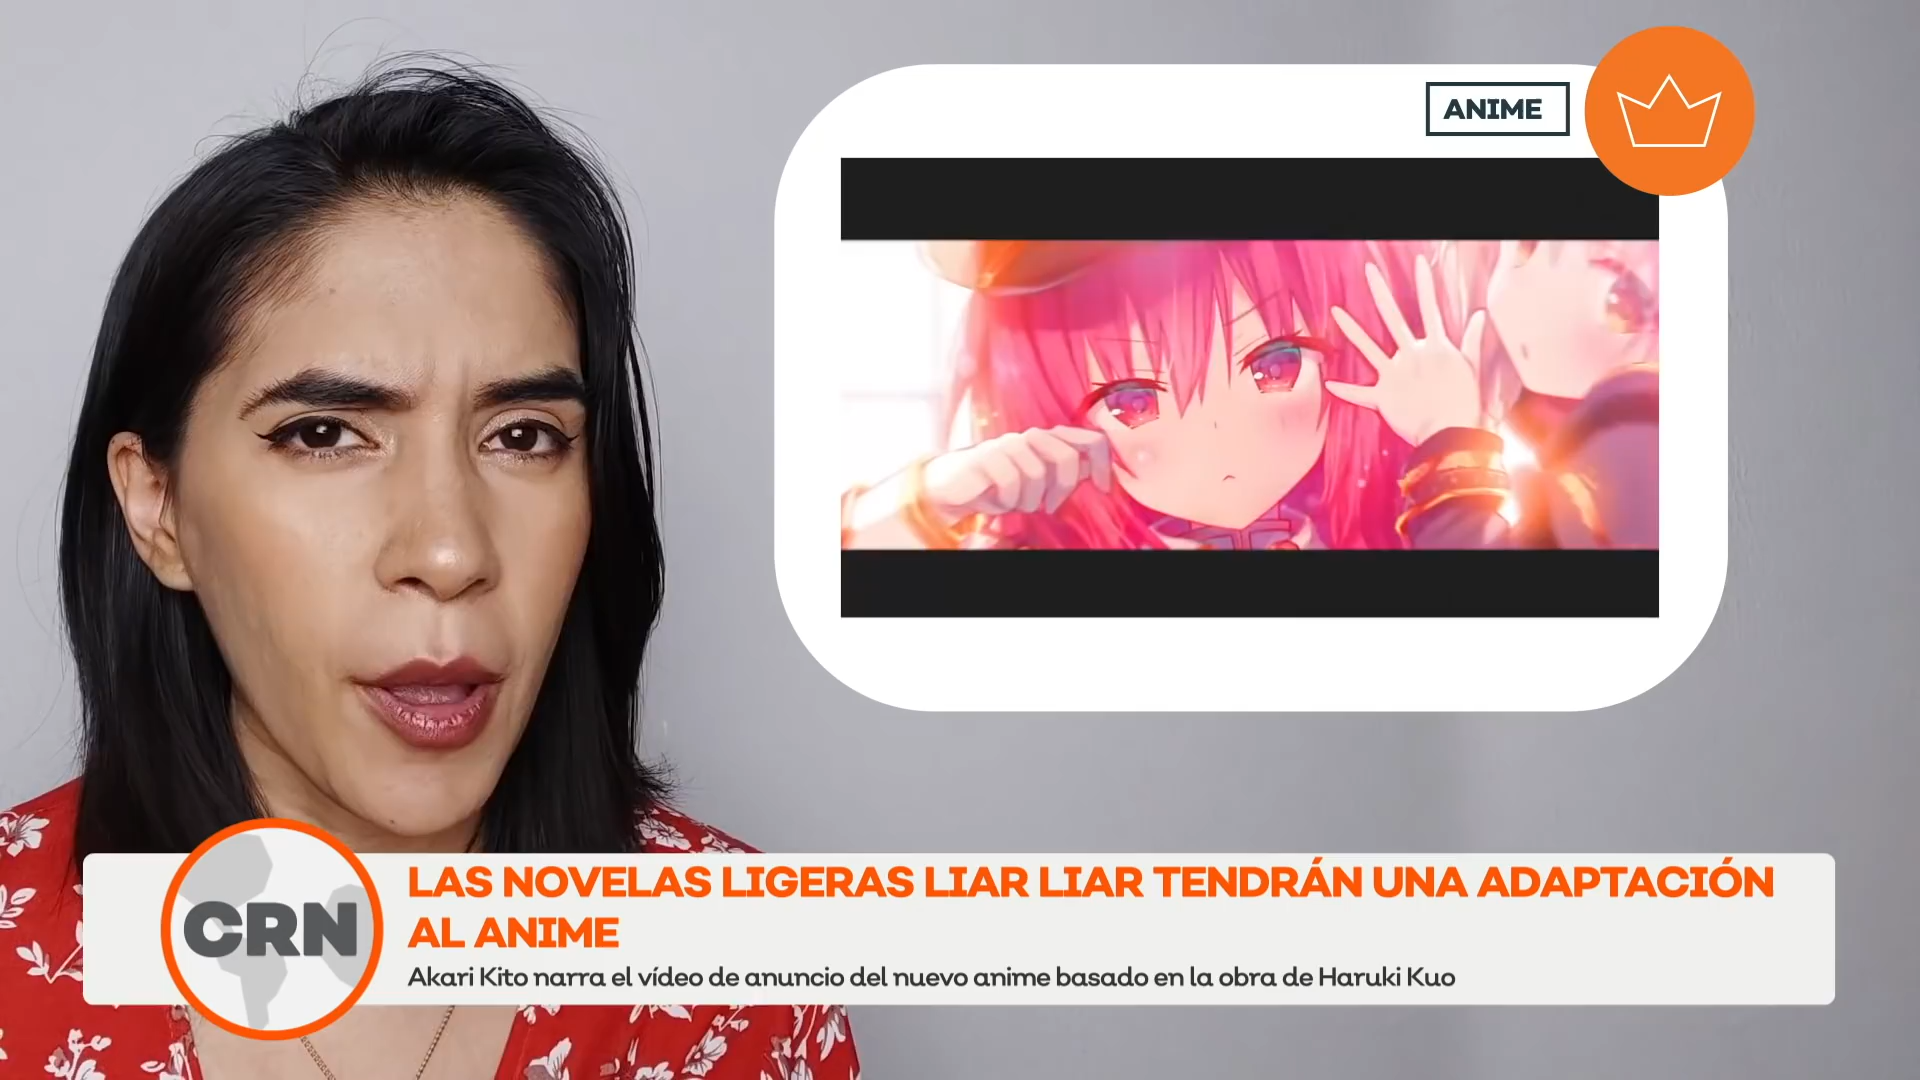 ANIME
CRN
LAS NOVELAS LIGERAS LIAR LIAR TENDRÁN UNA ADAPTACIÓN
AL ANIME
Akari Kito narra el vídeo de anuncio del nuevo anime basado en la obra de Haruki Kuo